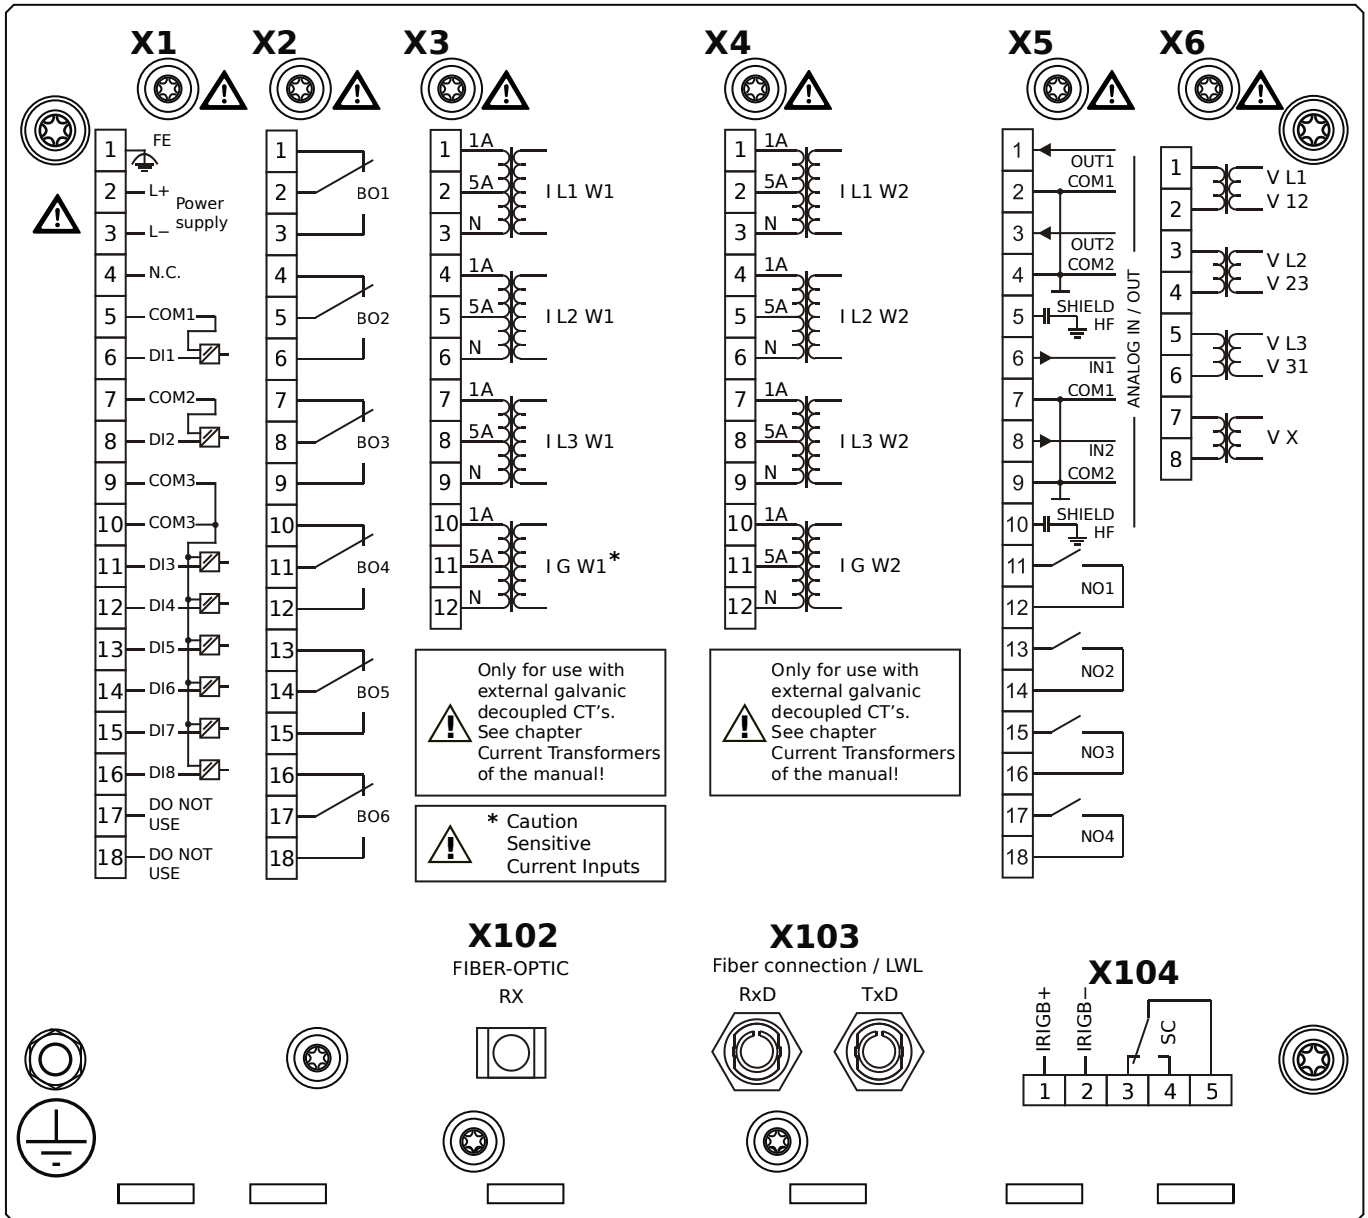 X1
1 FE
2 L+ Power
3 L− supply
4 N.C.
5 COM1
6 DI1
7 COM2
8 DI2
9 COM3
10 COM3
11 DI3
12 DI4
13 DI5
14 DI6
15 DI7
16 DI8
17 DO NOT
USE
18 DO NOT
USE
X2
1
2 BO1
3
4
5 BO2
6
7
8 BO3
9
10
11 BO4
12
13
14 BO5
15
16
17 BO6
18
X3
1 1A
2 5A I L1 W1
3 N
4 1A
5 5A I L2 W1
6 N
7 1A
8 5A I L3 W1
9 N
10 1A
11 5A I G W1*
12 N
Only for use with
external galvanic
decoupled CT's.
See chapter
Current Transformers
of the manual!
* Caution
Sensitive
Current Inputs
X4
1 1A
2 5A I L1 W2
3 N
4 1A
5 5A I L2 W2
6 N
7 1A
8 5A I L3 W2
9 N
10 1A
11 5A I G W2
12 N
Only for use with
external galvanic
decoupled CT's.
See chapter
Current Transformers
of the manual!
X5
1 OUT1
2 COM1
3 OUT2
4 COM2
5 SHIELD
HF
6 IN1
7 COM1
8 IN2
9 COM2
10 SHIELD
HF
ANALOG IN / OUT
11
NO1
12
13
NO2
14
15
NO3
16
17
NO4
18
X6
1 V L1
2 V 12
3 V L2
4 V 23
5 V L3
6 V 31
7
V X
8
X102
FIBER-OPTIC
RX
X103
Fiber connection / LWL
RxD TxD
X104
IRIGB+
IRIGB−
SC
1 2 3 4 5